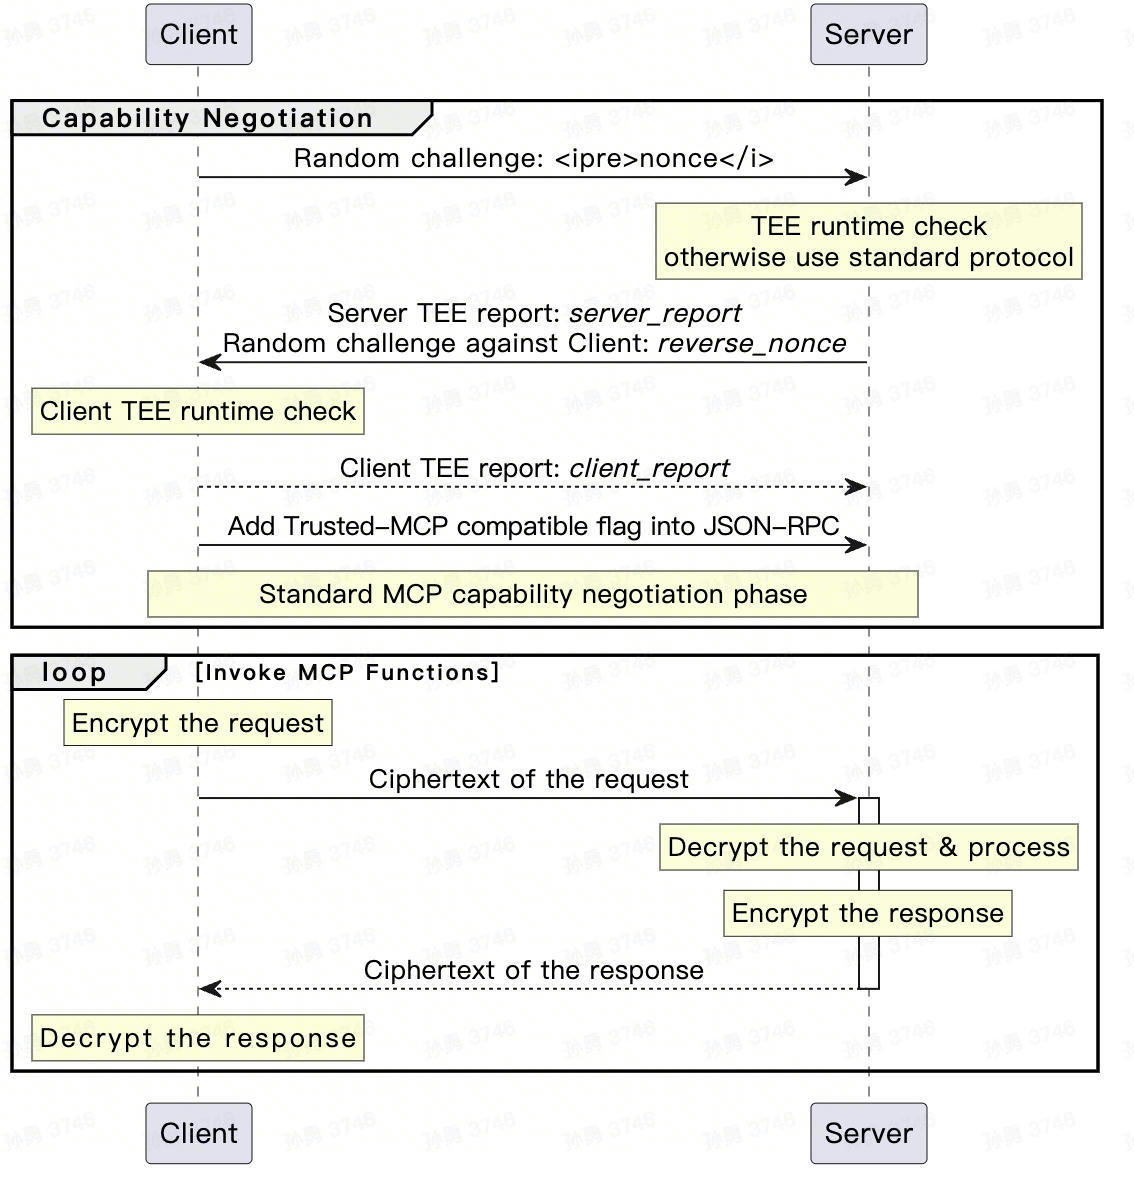 Client
Server
Capability Negotiation
Random challenge: <ipre>nonce</i>
TEE runtime check
otherwise use standard protocol
Server TEE report: server_report
Random challenge against Client: reverse_nonce
Client TEE runtime check
Client TEE report: client_report
Add Trusted–MCP compatible flag into JSON–RPC
Standard MCP capability negotiation phase
loop
[Invoke MCP Functions]
Encrypt the request
Ciphertext of the request
Decrypt the request & process
Encrypt the response
Ciphertext of the response
Decrypt the response
Client
Server